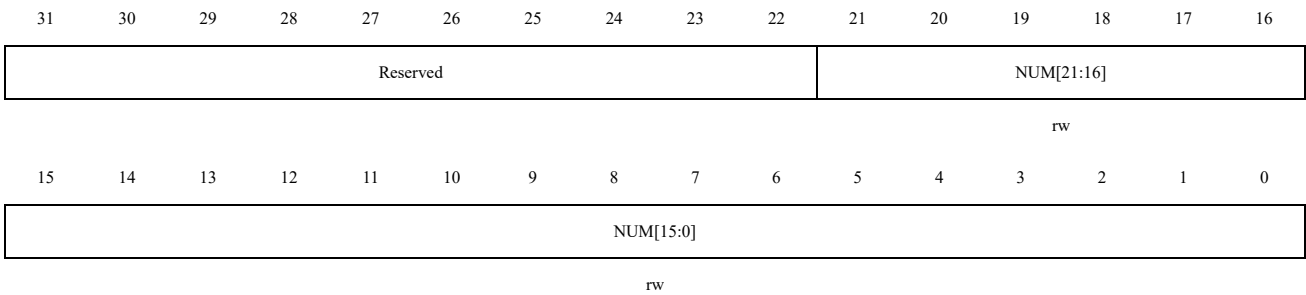 31 30 29 28 27 26 25 24 23 22 21 20 19 18 17 16
Reserved NUM[21:16]
rw
15 14 13 12 11 10 9 8 7 6 5 4 3 2 1 0
NUM[15:0]
rw